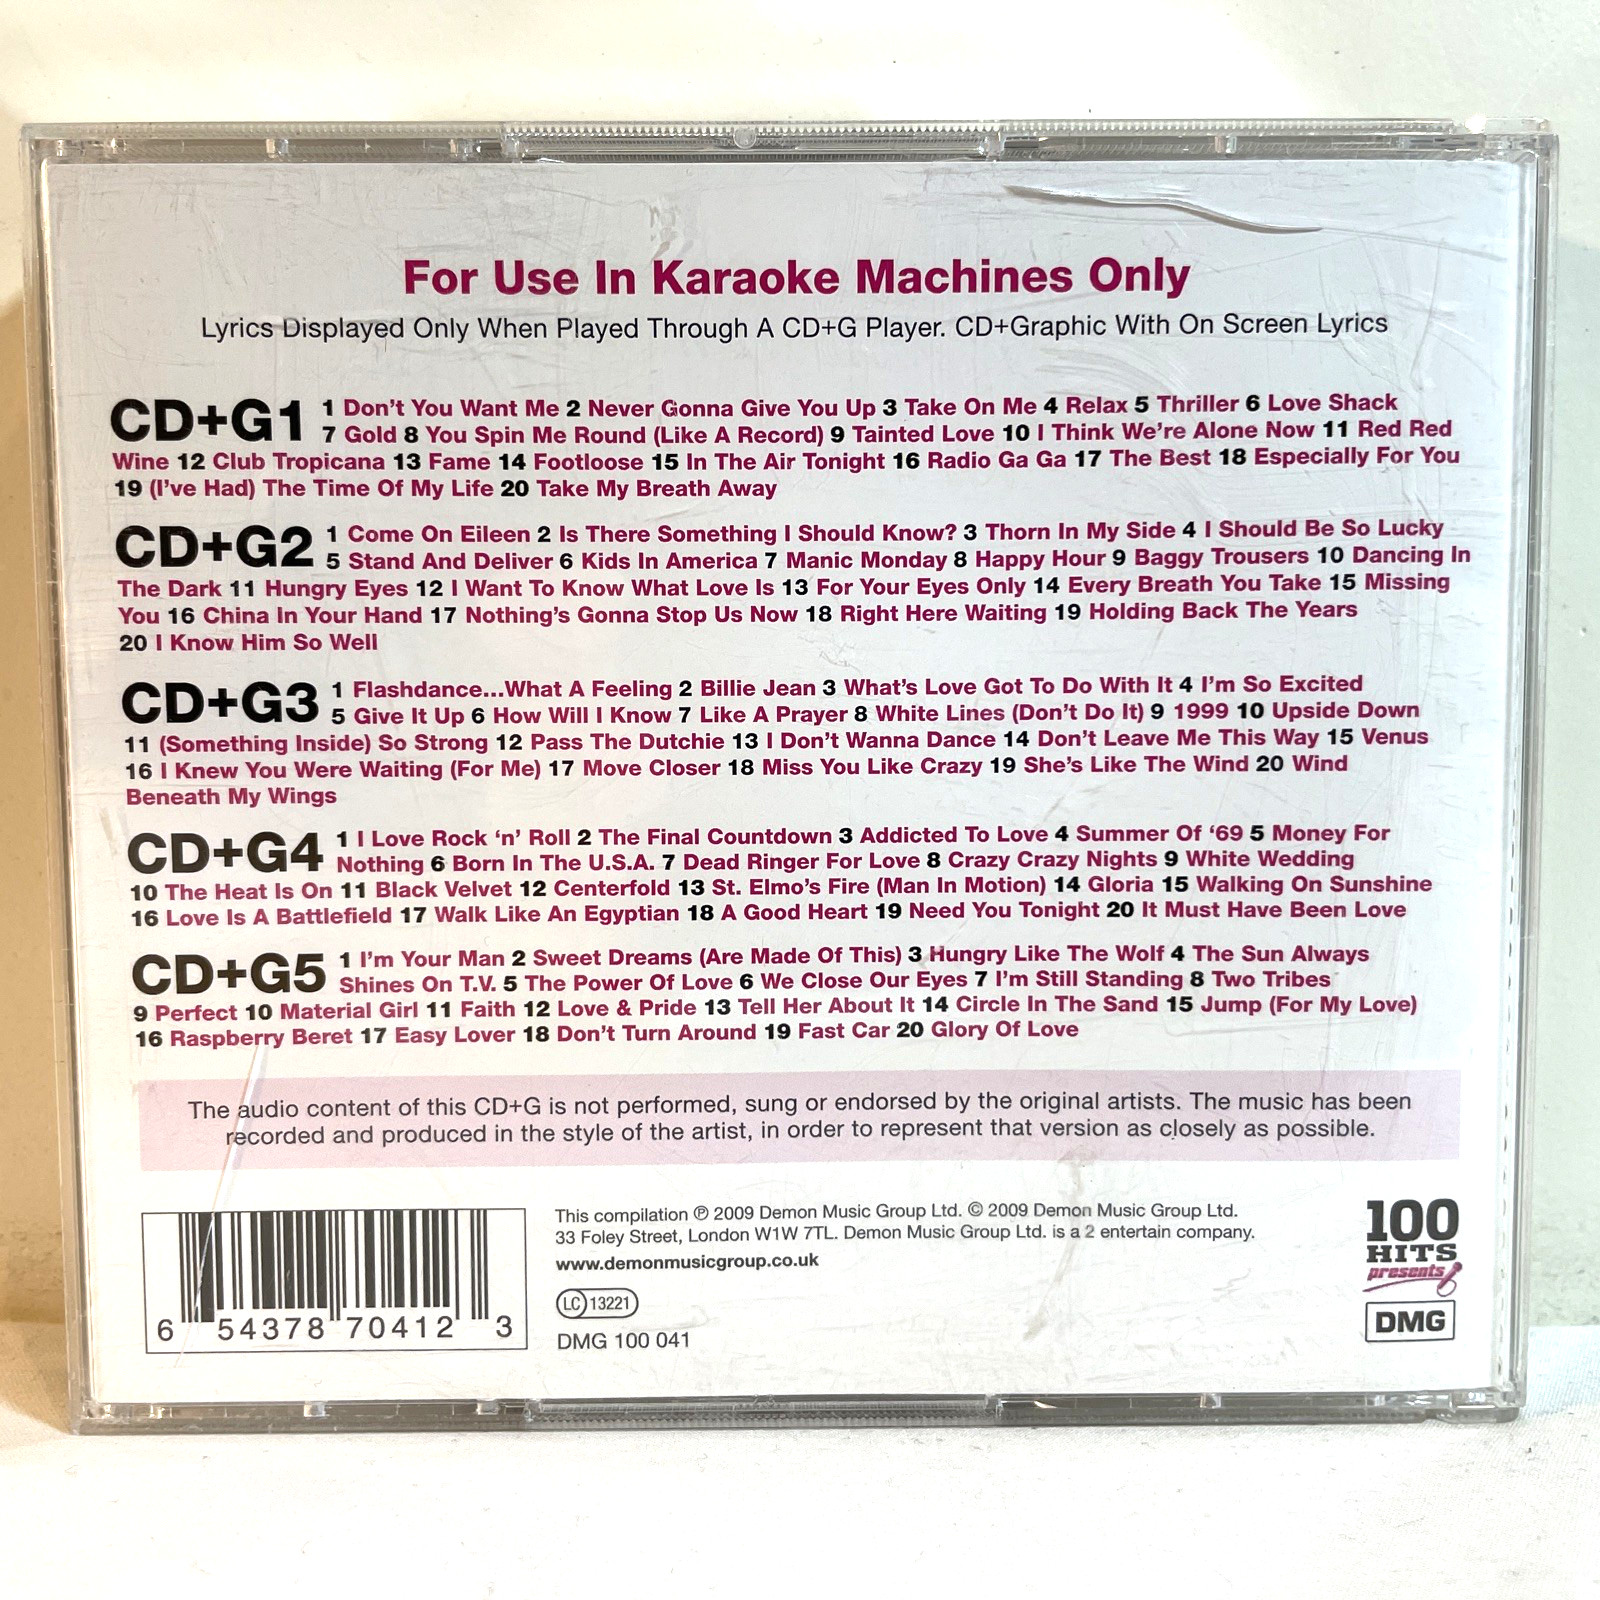 For Use In Karaoke Machines Only
Lyrics Displayed Only When Played Through A CD+G Player. CD+Graphic With On Screen Lyrics
CD+G1 1 Don't You Want Me 2 Never Gonna Give You Up 3 Take On Me 4 Relax 5 Thriller 6 Love Shack
7 Gold 8 You Spin Me Round (Like A Record) 9 Tainted Love 10 I Think We're Alone Now 11 Red Red
Wine 12 Club Tropicana 13 Fame 14 Footloose 15 In The Air Tonight 16 Radio Ga Ga 17 The Best 18 Especially For You
19 (I've Had) The Time Of My Life 20 Take My Breath Away
CD+G2 1 Come On Eileen 2 Is There Something I Should Know? 3 Thorn In My Side 4 I Should Be So Lucky
5 Stand And Deliver 6 Kids In America 7 Manic Monday 8 Happy Hour 9 Baggy Trousers 10 Dancing In
The Dark 11 Hungry Eyes 12 I Want To Know What Love Is 13 For Your Eyes Only 14 Every Breath You Take 15 Missing
You 16 China In Your Hand 17 Nothing's Gonna Stop Us Now 18 Right Here Waiting 19 Holding Back The Years
20 I Know Him So Well
CD+G3 1 Flashdance...What A Feeling 2 Billie Jean 3 What's Love Got To Do With It 4 I'm So Excited
5 Give It Up 6 How Will I Know 7 Like A Prayer 8 White Lines (Don't Do It) 9 1999 10 Upside Down
11 (Something Inside) So Strong 12 Pass The Dutchie 13 I Don't Wanna Dance 14 Don't Leave Me This Way 15 Venus
16 I Knew You Were Waiting (For Me) 17 Move Closer 18 Miss You Like Crazy 19 She's Like The Wind 20 Wind
Beneath My Wings
CD+G4 1 I Love Rock 'n' Roll 2 The Final Countdown 3 Addicted To Love 4 Summer Of '69 5 Money For
Nothing 6 Born In The U.S.A. 7 Dead Ringer For Love 8 Crazy Crazy Nights 9 White Wedding
10 The Heat Is On 11 Black Velvet 12 Centerfold 13 St. Elmo's Fire (Man In Motion) 14 Gloria 15 Walking On Sunshine
16 Love Is A Battlefield 17 Walk Like An Egyptian 18 A Good Heart 19 Need You Tonight 20 It Must Have Been Love
CD+G5 1 I'm Your Man 2 Sweet Dreams (Are Made Of This) 3 Hungry Like The Wolf 4 The Sun Always
Shines On T.V. 5 The Power Of Love 6 We Close Our Eyes 7 I'm Still Standing 8 Two Tribes
9 Perfect 10 Material Girl 11 Faith 12 Love & Pride 13 Tell Her About It 14 Circle In The Sand 15 Jump (For My Love)
16 Raspberry Beret 17 Easy Lover 18 Don't Turn Around 19 Fast Car 20 Glory Of Love
The audio content of this CD+G is not performed, sung or endorsed by the original artists. The music has been
recorded and produced in the style of the artist, in order to represent that version as closely as possible.
This compilation ℗ 2009 Demon Music Group Ltd. © 2009 Demon Music Group Ltd.
33 Foley Street, London W1W 7TL. Demon Music Group Ltd. is a 2 entertain company.
www.demonmusicgroup.co.uk
LC 13221
DMG 100 041
6 54378 70412 3
100
HITS
presents
DMG